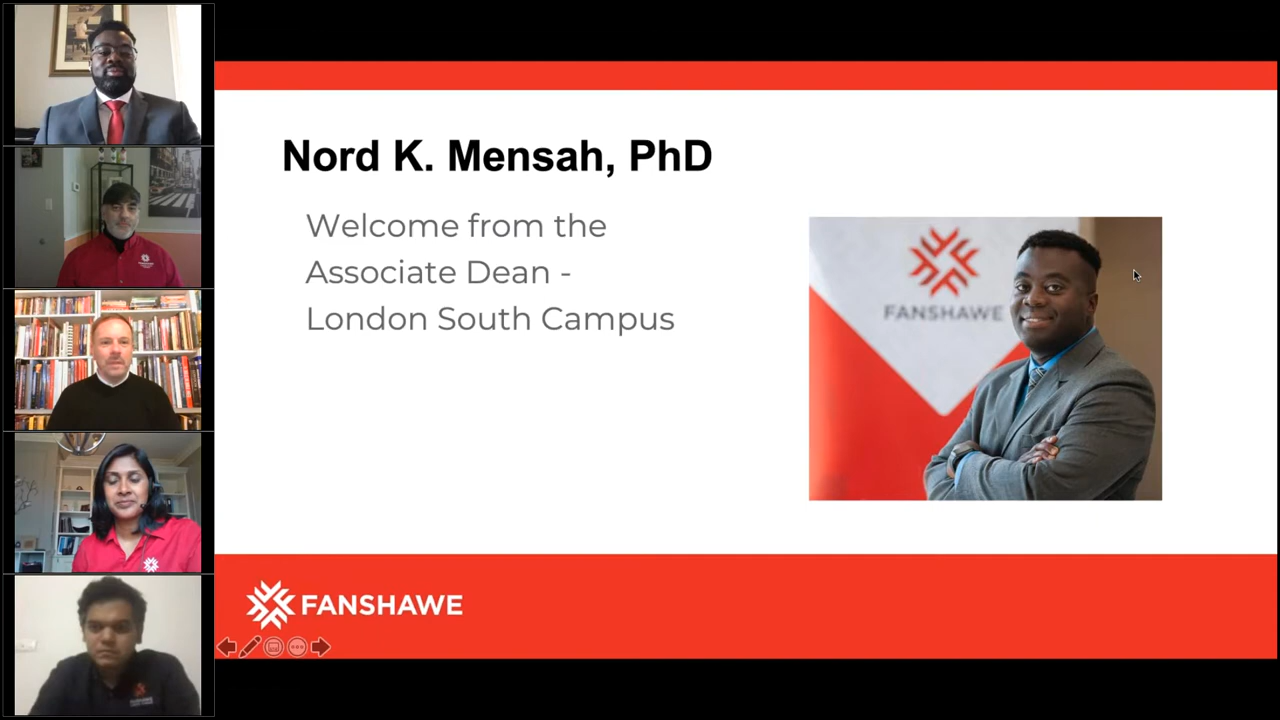 Nord K. Mensah, PhD
Welcome from the
Associate Dean -
London South Campus
FANSHAWE
FANSHAWE